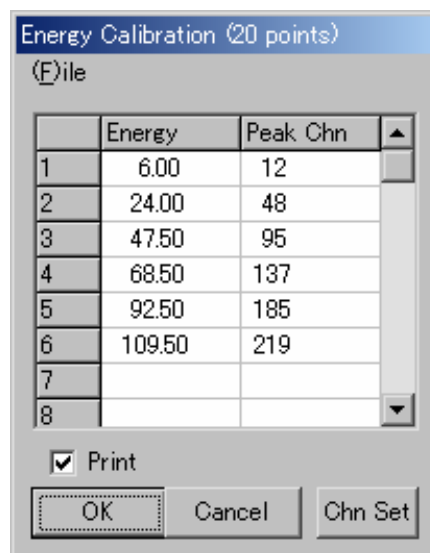 Energy Calibration (20 points)
(F)ile
Energy Peak Chn
1 6.00 12
2 24.00 48
3 47.50 95
4 68.50 137
5 92.50 185
6 109.50 219
7
8
Print
OK Cancel Chn Set